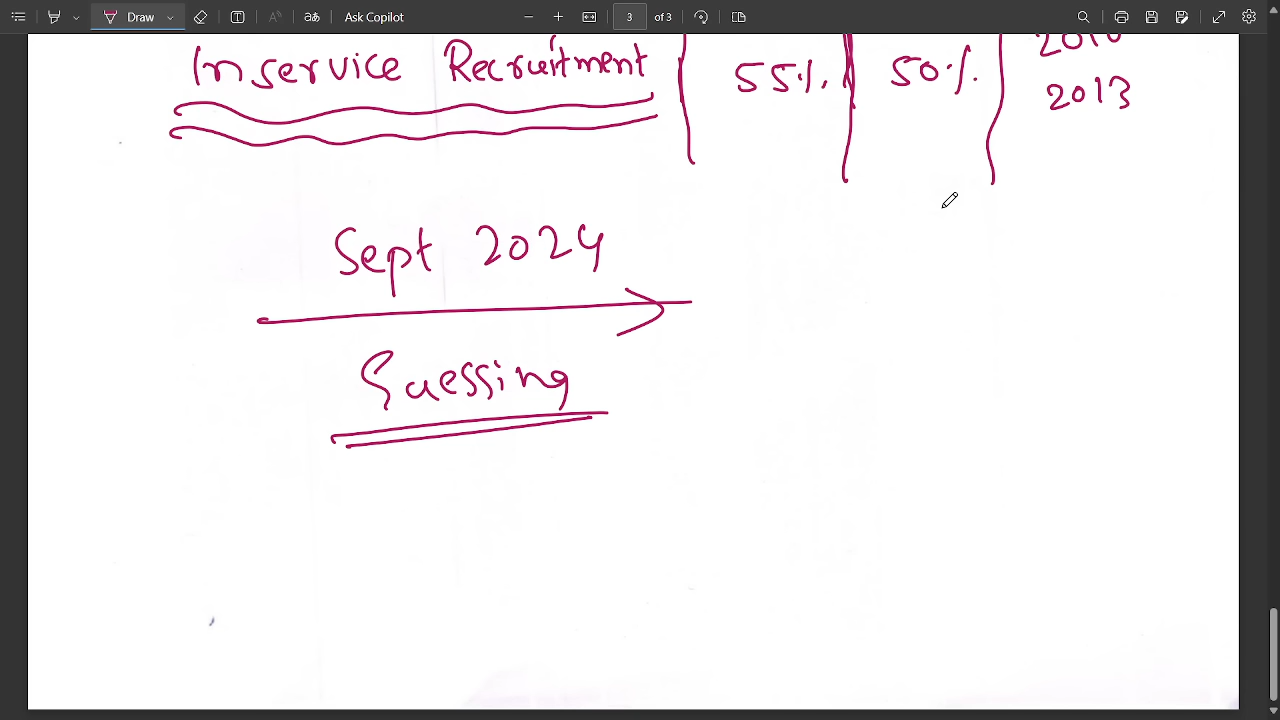 Draw
Ask Copilot
3 of 3
Inservice Recruitment 55% 50%
2013
Sept 2024
Guessing